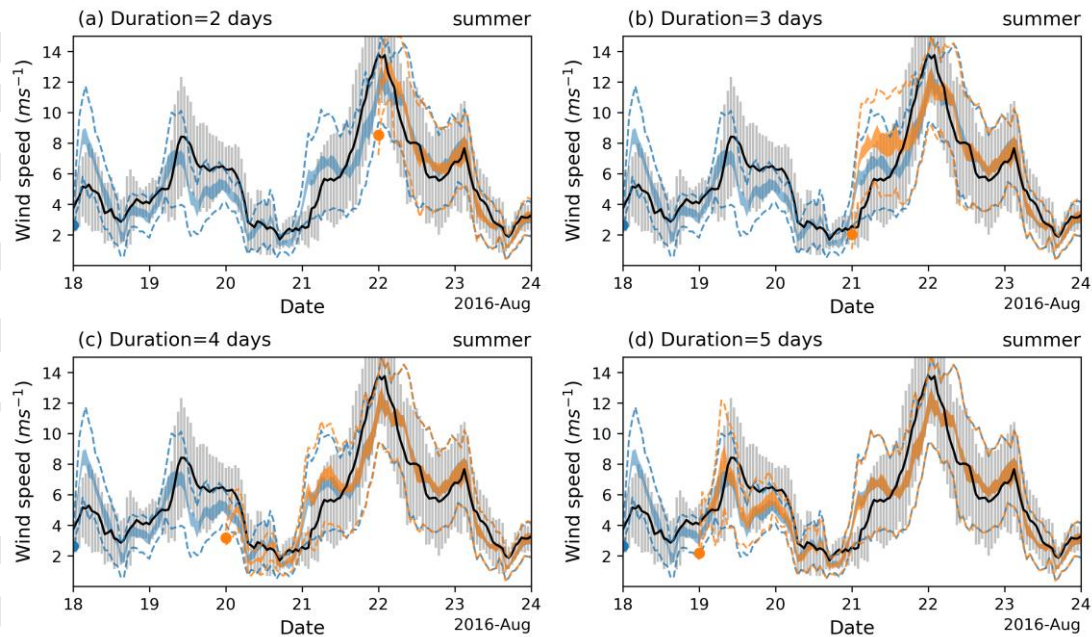 (a) Duration=2 days summer
14
12
10
8
6
4
2
Wind speed (ms⁻¹)
18 19 20 21 22 23 24
Date
2016-Aug
(b) Duration=3 days summer
14
12
10
8
6
4
2
Wind speed (ms⁻¹)
18 19 20 21 22 23 24
Date
2016-Aug
(c) Duration=4 days summer
14
12
10
8
6
4
2
Wind speed (ms⁻¹)
18 19 20 21 22 23 24
Date
2016-Aug
(d) Duration=5 days summer
14
12
10
8
6
4
2
Wind speed (ms⁻¹)
18 19 20 21 22 23 24
Date
2016-Aug